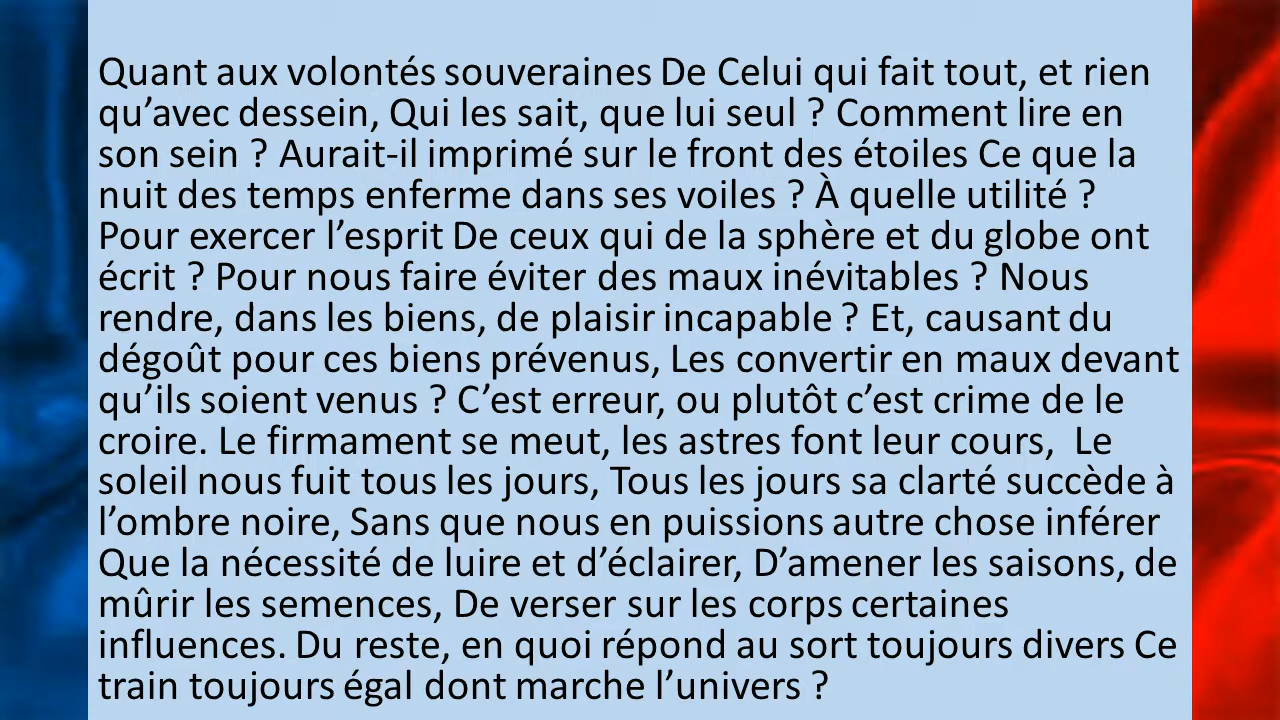 Quant aux volontés souveraines De Celui qui fait tout, et rien
qu’avec dessein, Qui les sait, que lui seul ? Comment lire en
son sein ? Aurait-il imprimé sur le front des étoiles Ce que la
nuit des temps enferme dans ses voiles ? À quelle utilité ?
Pour exercer l’esprit De ceux qui de la sphère et du globe ont
écrit ? Pour nous faire éviter des maux inévitables ? Nous
rendre, dans les biens, de plaisir incapable ? Et, causant du
dégoût pour ces biens prévenus, Les convertir en maux devant
qu’ils soient venus ? C’est erreur, ou plutôt c’est crime de le
croire. Le firmament se meut, les astres font leur cours,  Le
soleil nous fuit tous les jours, Tous les jours sa clarté succède à
l’ombre noire, Sans que nous en puissions autre chose inférer
Que la nécessité de luire et d’éclairer, D’amener les saisons, de
mûrir les semences, De verser sur les corps certaines
influences. Du reste, en quoi répond au sort toujours divers Ce
train toujours égal dont marche l’univers ?